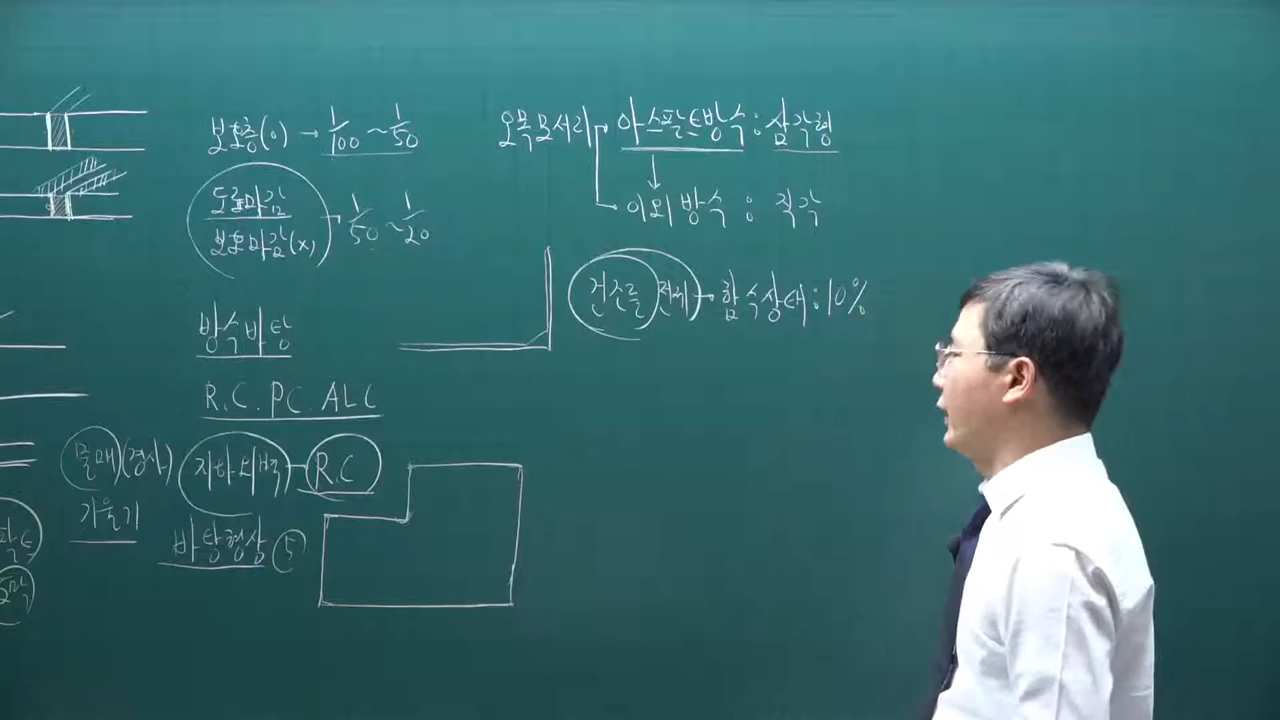 보호층(o) → 1/100 ~ 1/50
도료마감
보호마감(x) → 1/50 ~ 1/20
방수바탕
R.C. PC. ALC
물매(경사)
지하외벽 - R.C
기울기
바탕형상 ⑤
오목모서리 → 아스팔트방수 : 삼각형
↓
이외 방수 : 직각
건조를 전제 → 함수상태 : 10%